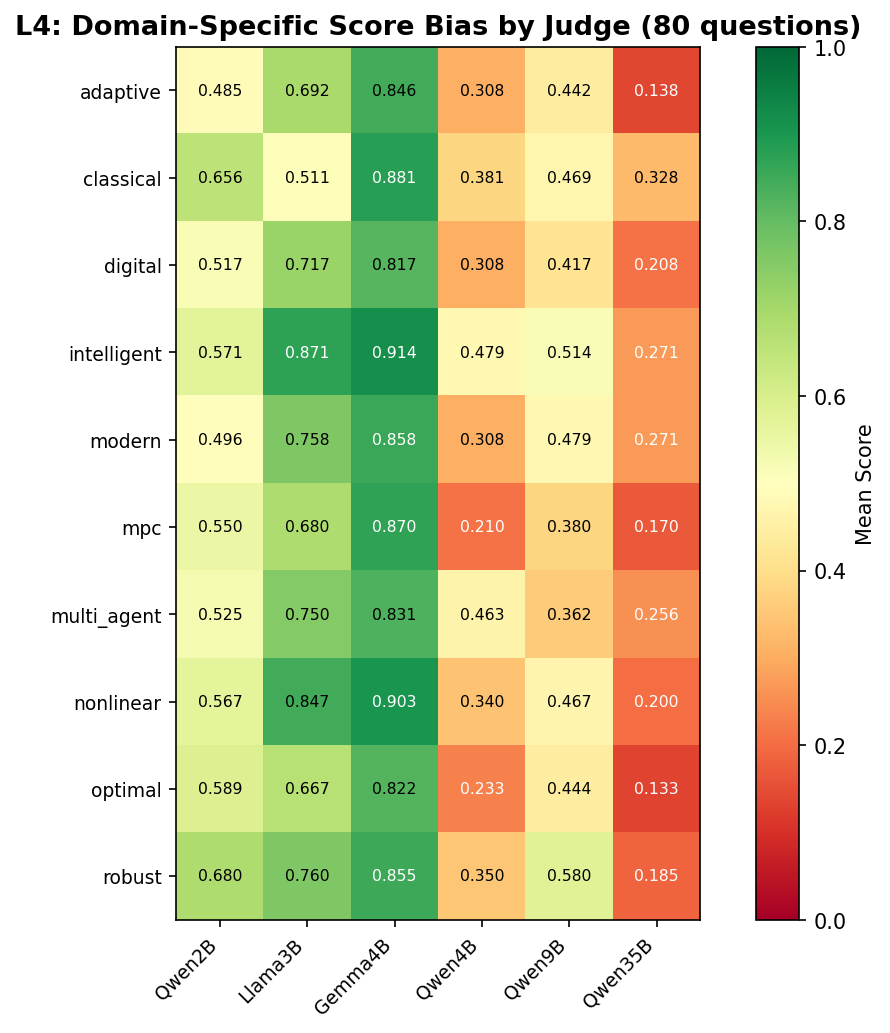 L4: Domain-Specific Score Bias by Judge (80 questions)
adaptive 0.485 0.692 0.846 0.308 0.442 0.138
classical 0.656 0.511 0.881 0.381 0.469 0.328
digital 0.517 0.717 0.817 0.308 0.417 0.208
intelligent 0.571 0.871 0.914 0.479 0.514 0.271
modern 0.496 0.758 0.858 0.308 0.479 0.271
mpc 0.550 0.680 0.870 0.210 0.380 0.170
multi_agent 0.525 0.750 0.831 0.463 0.362 0.256
nonlinear 0.567 0.847 0.903 0.340 0.467 0.200
optimal 0.589 0.667 0.822 0.233 0.444 0.133
robust 0.680 0.760 0.855 0.350 0.580 0.185
Qwen2B Llama3B Gemma4B Qwen4B Qwen9B Qwen35B
1.0
0.8
0.6
0.4
0.2
0.0
Mean Score